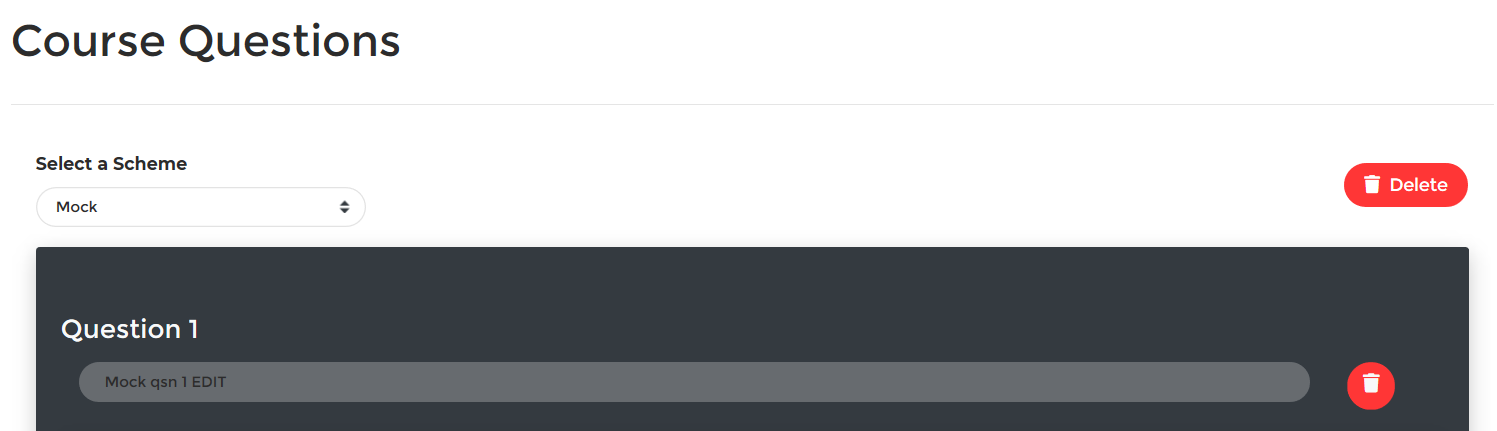 Course Questions
Select a Scheme
Mock
Delete
Question 1
Mock qsn 1 EDIT